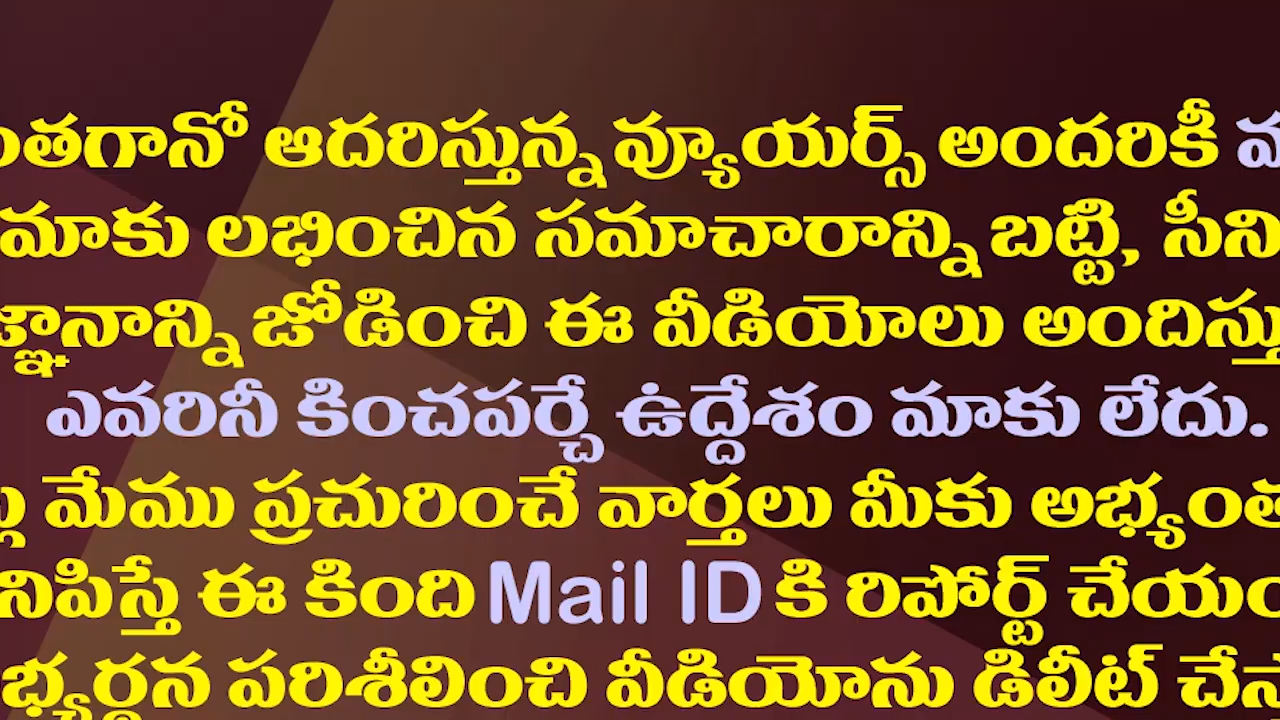 ఆదరిస్తున్న వ్యూయర్స్ అందరికీ
మాకు లభించిన సమాచారాన్ని బట్టి,
జోడించి ఈ వీడియోలు
ఎవరినీ కించపర్చే ఉద్దేశం మాకు లేదు.
మేము ప్రచురించే వార్తలు మీకు
ఈ కింది Mail ID కి రిపోర్ట్
పరిశీలించి వీడియోను డిలీట్